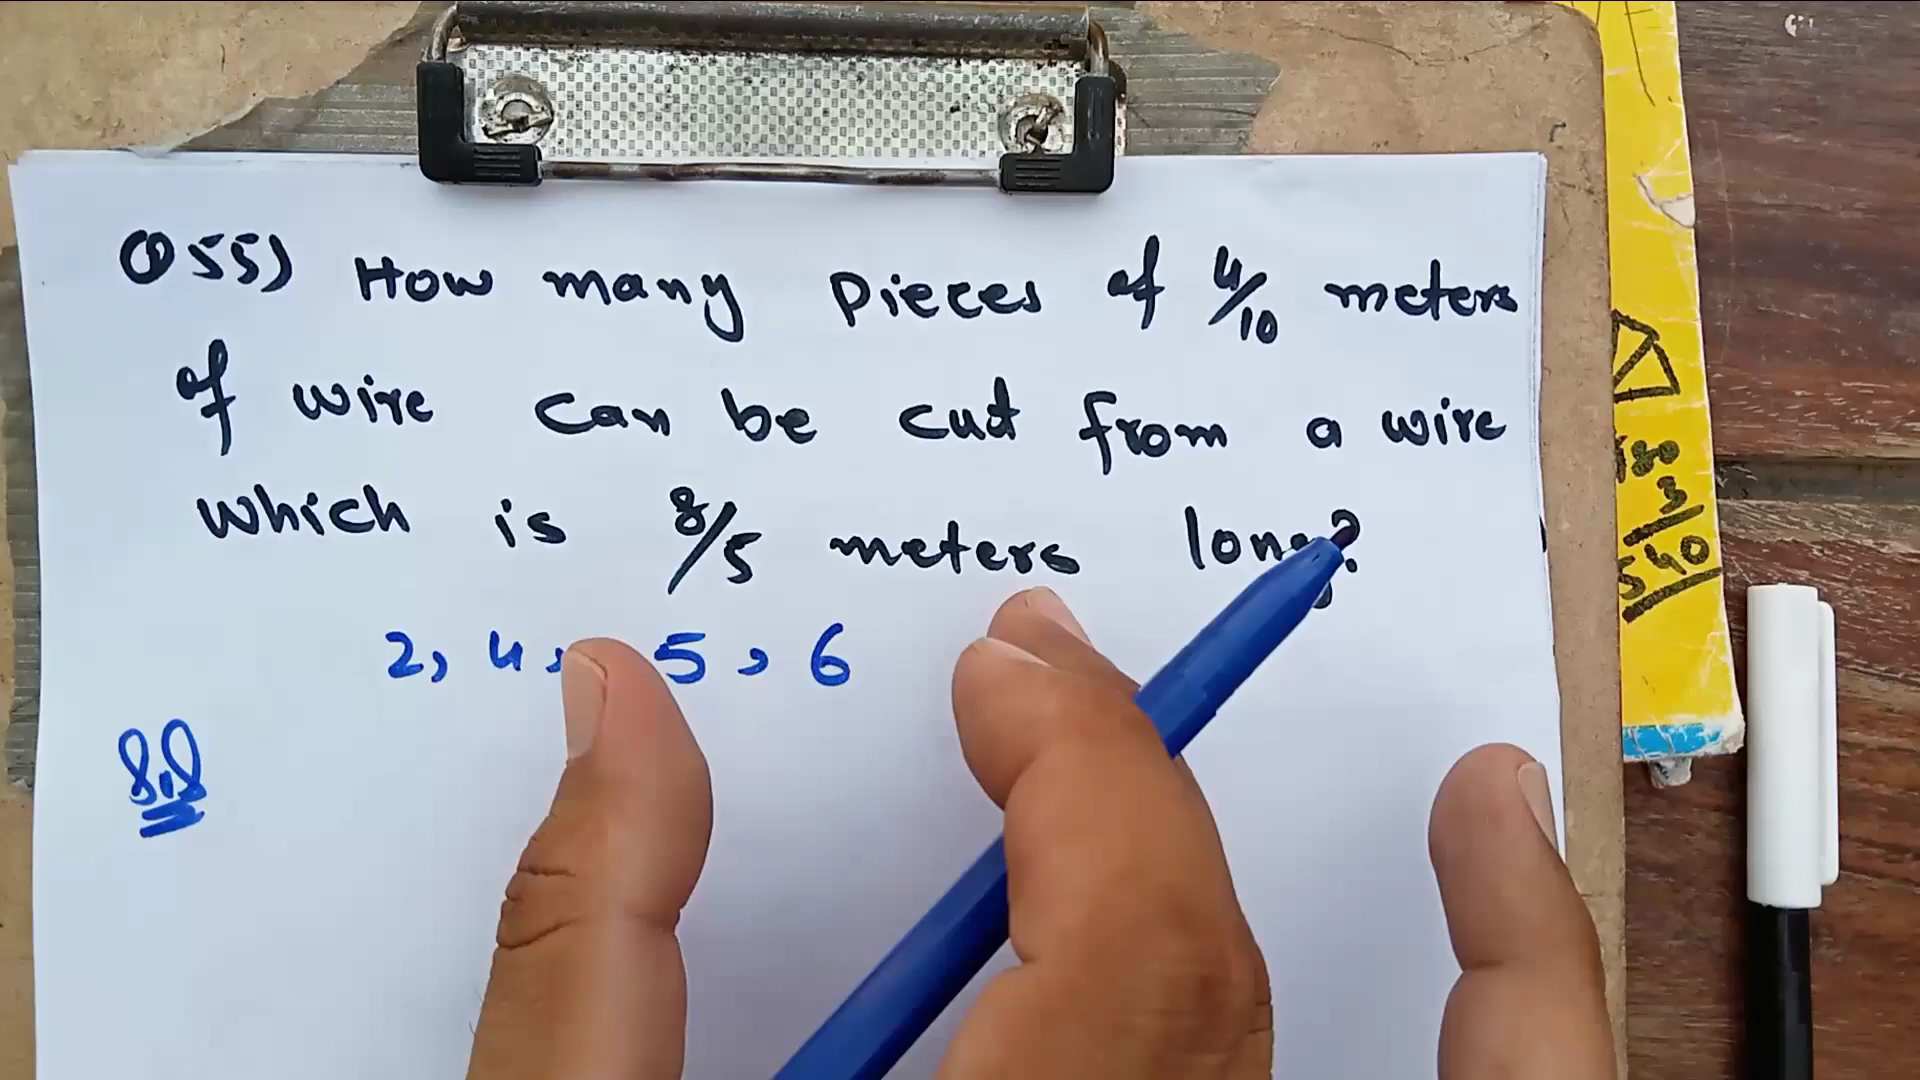 Q55) How many pieces of 4/10 meters
of wire can be cut from a wire
which is 8/5 meters long?
2, 4, 5, 6
540